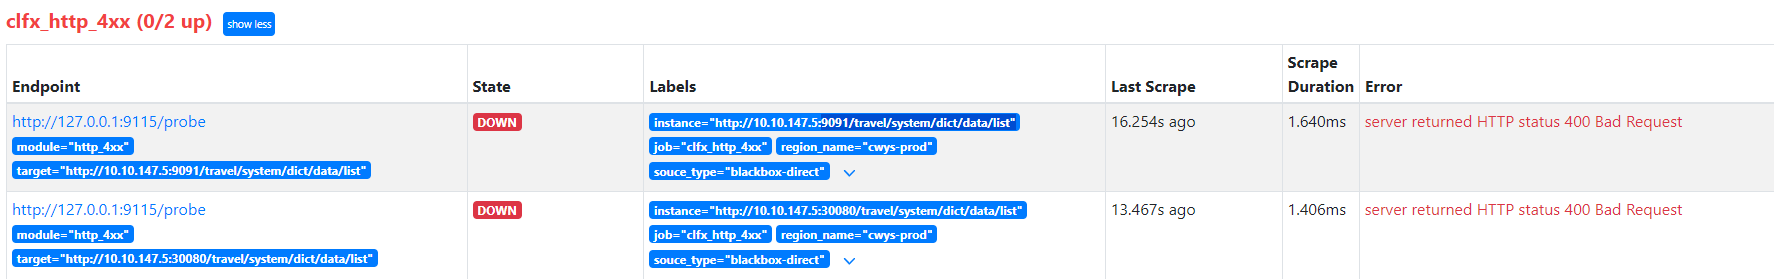 clfx_http_4xx (0/2 up) show less
Endpoint State Labels Last Scrape Scrape Duration Error
http://127.0.0.1:9115/probe
module="http_4xx"
target="http://10.10.147.5:9091/travel/system/dict/data/list"
DOWN
instance="http://10.10.147.5:9091/travel/system/dict/data/list"
job="clfx_http_4xx" region_name="cwys-prod"
souce_type="blackbox-direct"
16.254s ago
1.640ms
server returned HTTP status 400 Bad Request
http://127.0.0.1:9115/probe
module="http_4xx"
target="http://10.10.147.5:30080/travel/system/dict/data/list"
DOWN
instance="http://10.10.147.5:30080/travel/system/dict/data/list"
job="clfx_http_4xx" region_name="cwys-prod"
souce_type="blackbox-direct"
13.467s ago
1.406ms
server returned HTTP status 400 Bad Request